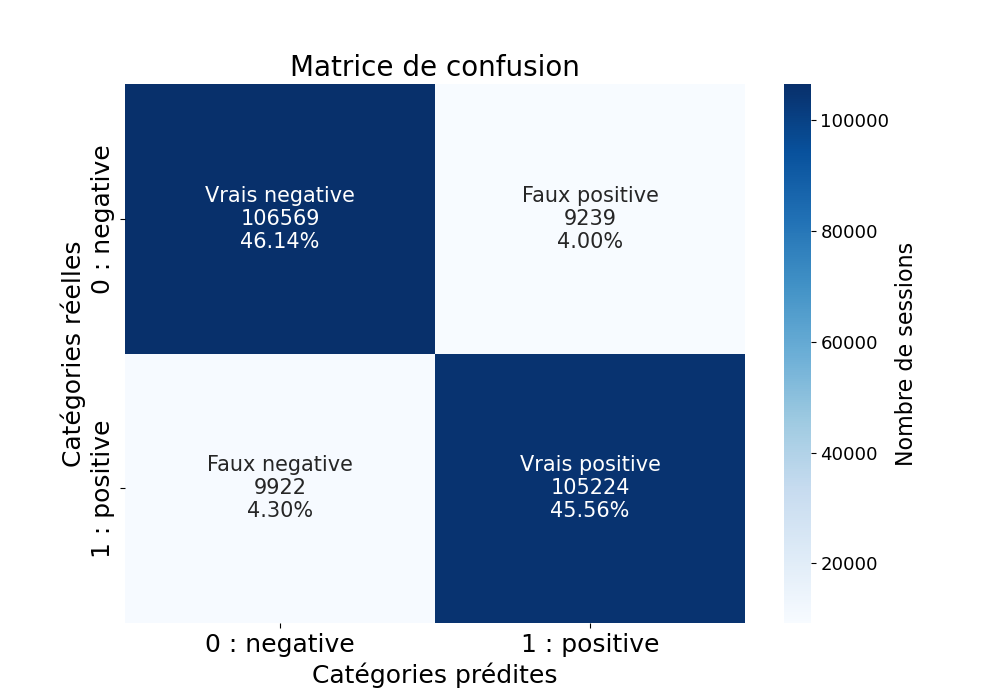 Matrice de confusion
Catégories réelles
0 : negative
1 : positive
Vrais negative
106569
46.14%
Faux positive
9239
4.00%
Faux negative
9922
4.30%
Vrais positive
105224
45.56%
0 : negative
1 : positive
Catégories prédites
100000
80000
60000
40000
20000
Nombre de sessions